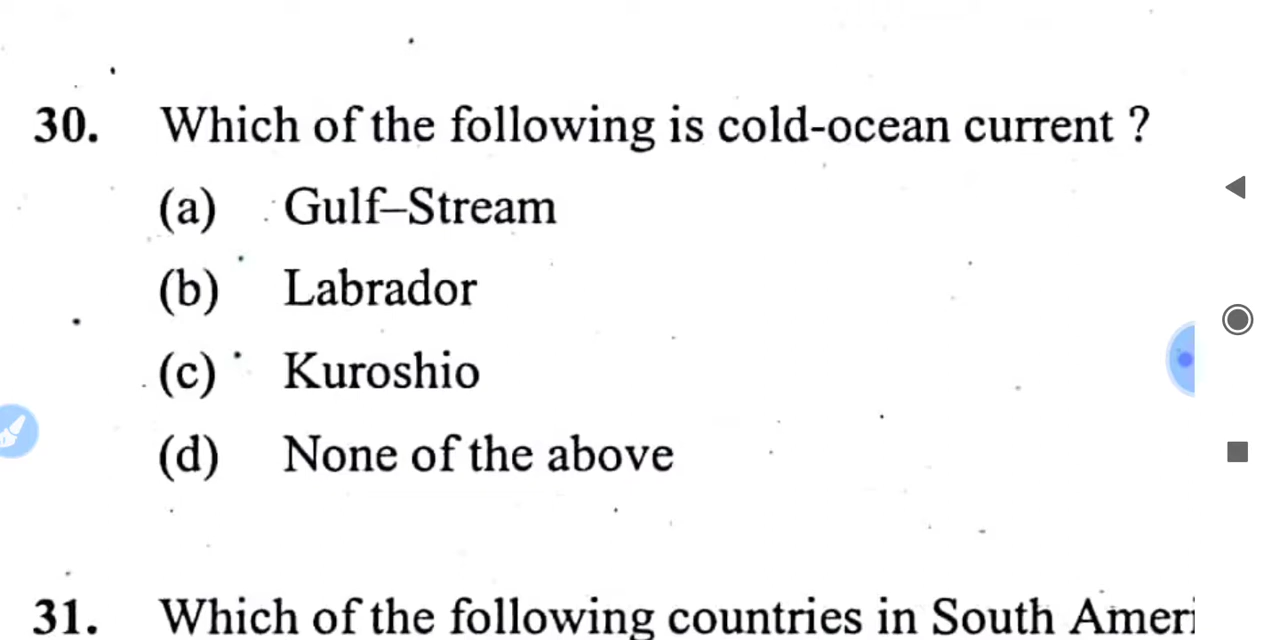 30. Which of the following is cold-ocean current ?
(a) Gulf–Stream
(b) Labrador
(c) Kuroshio
(d) None of the above
31. Which of the following countries in South Ameri